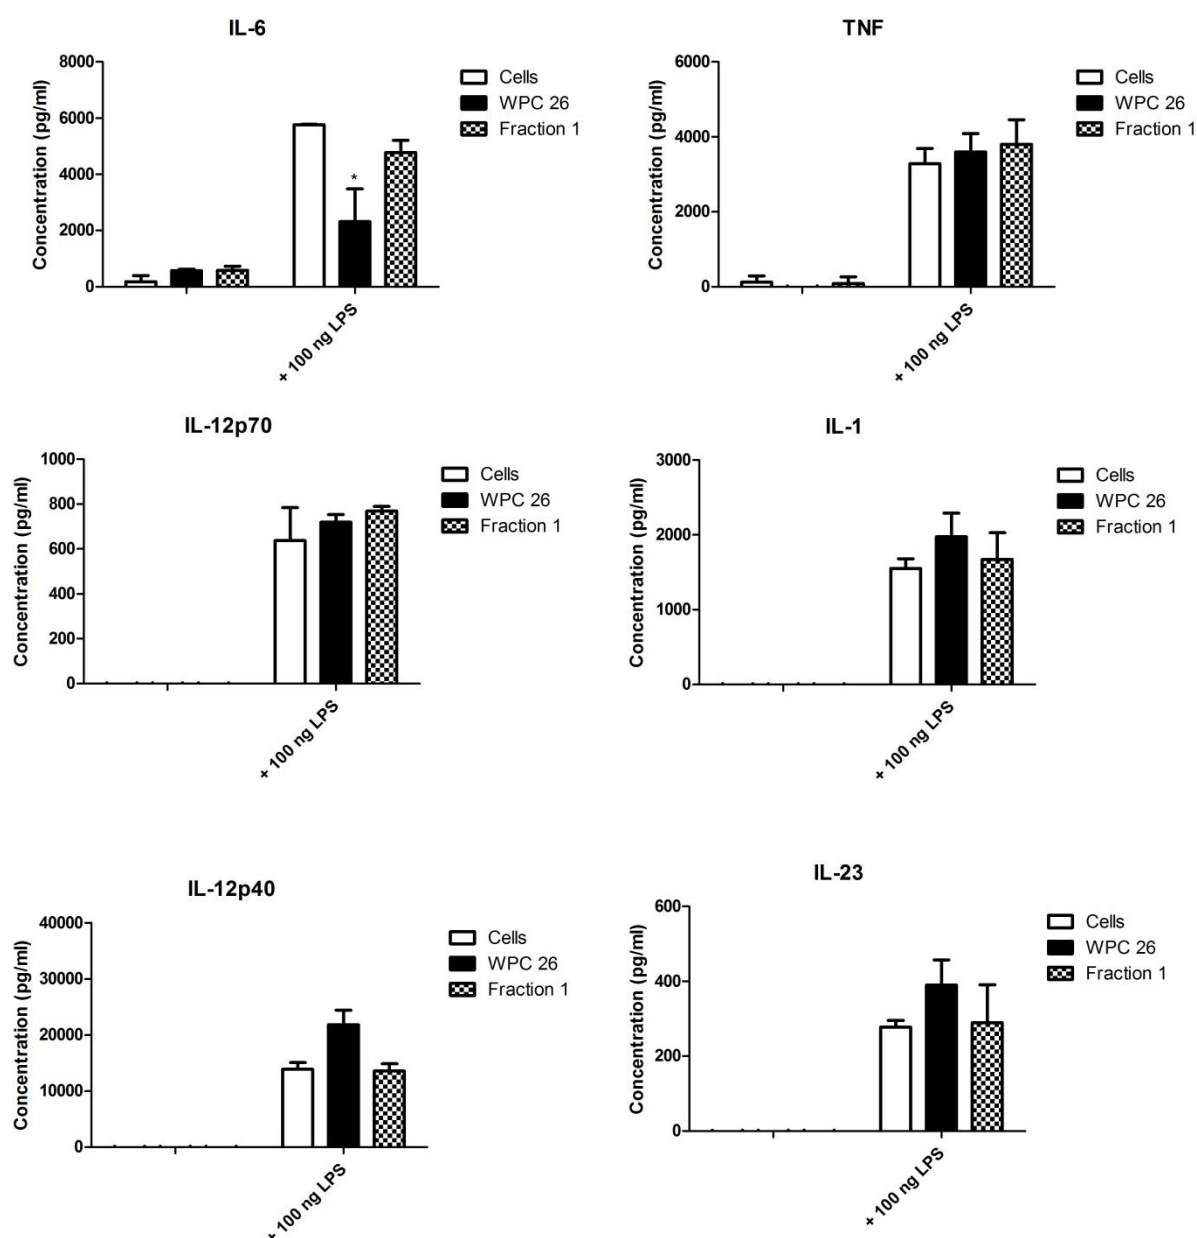 IL-6
8000
6000
4000
2000
0
Concentration (pg/ml)
*
+ 100 ng LPS
Cells
WPC 26
Fraction 1
TNF
6000
4000
2000
0
Concentration (pg/ml)
+ 100 ng LPS
Cells
WPC 26
Fraction 1
IL-12p70
1000
800
600
400
200
0
Concentration (pg/ml)
+ 100 ng LPS
Cells
WPC 26
Fraction 1
IL-1
3000
2000
1000
0
Concentration (pg/ml)
+ 100 ng LPS
Cells
WPC 26
Fraction 1
IL-12p40
40000
30000
20000
10000
0
Concentration (pg/ml)
+ 100 ng LPS
Cells
WPC 26
Fraction 1
IL-23
600
400
200
0
Concentration (pg/ml)
+ 100 ng LPS
Cells
WPC 26
Fraction 1